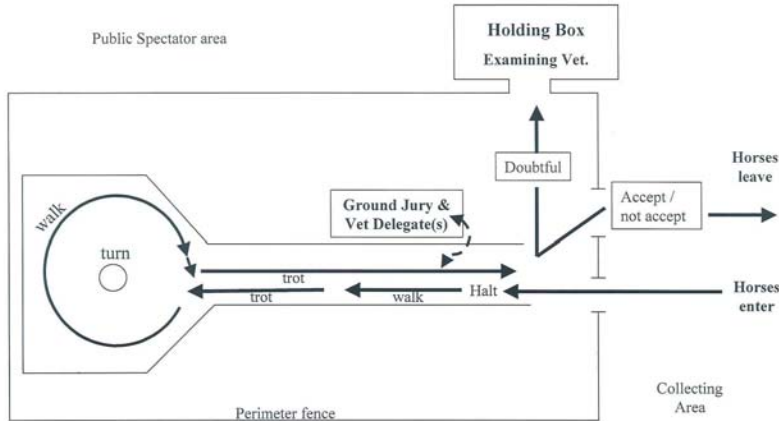 Public Spectator area
Holding Box
Examining Vet.
Doubtful
Horses
leave
Accept /
not accept
Ground Jury &
Vet Delegate(s)
walk
turn
trot
trot
walk
Halt
Horses
enter
Collecting
Area
Perimeter fence